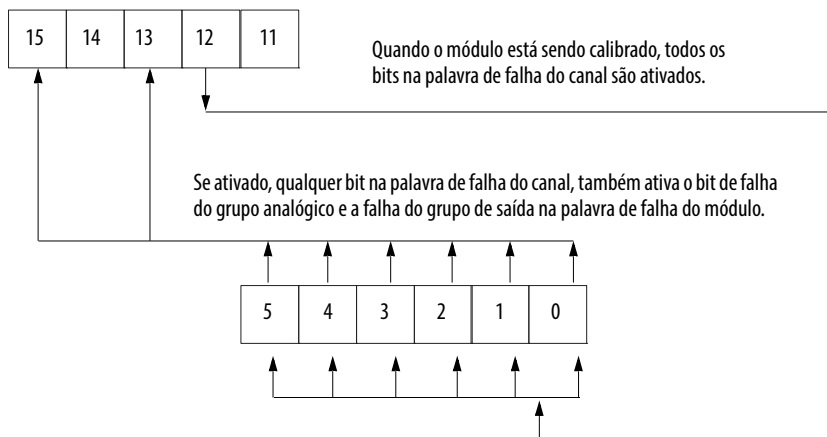 15 14 13 12 11
Quando o módulo está sendo calibrado, todos os
bits na palavra de falha do canal são ativados.
Se ativado, qualquer bit na palavra de falha do canal, também ativa o bit de falha
do grupo analógico e a falha do grupo de saída na palavra de falha do módulo.
5 4 3 2 1 0